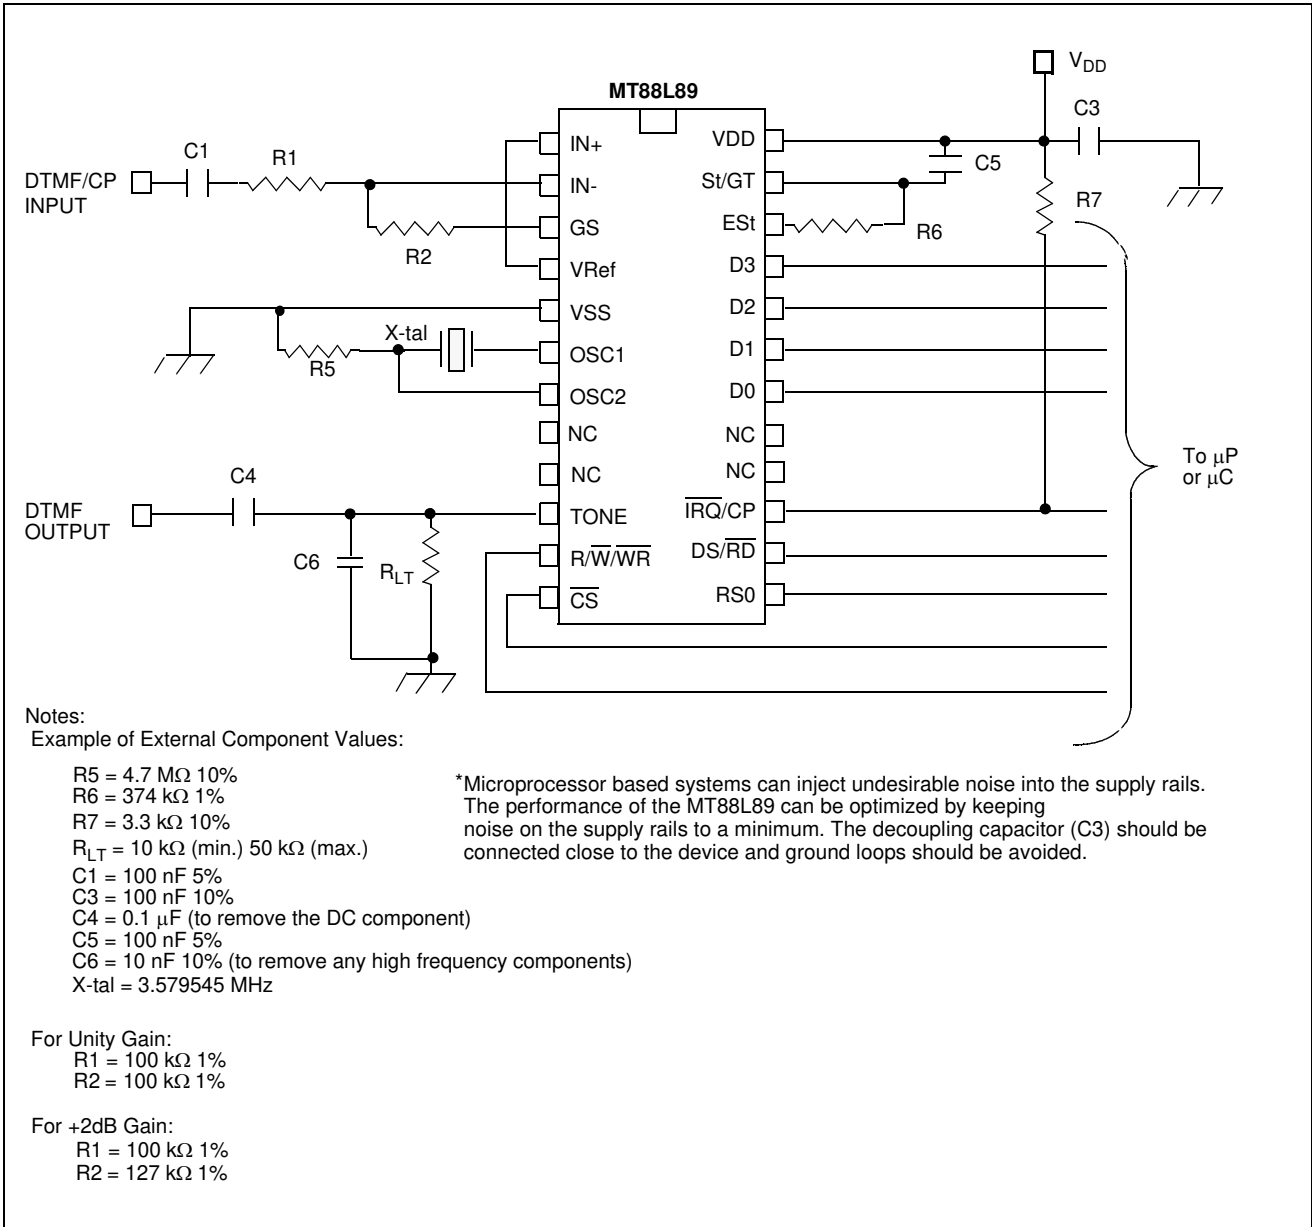 MT88L89
V_DD
C3
C1
R1
IN+
VDD
C5
DTMF/CP
INPUT
IN-
St/GT
R7
R2
GS
ESt
R6
VRef
D3
VSS
D2
X-tal
R5
OSC1
D1
OSC2
D0
NC
NC
NC
NC
To μP
or μC
C4
DTMF
OUTPUT
TONE
I̅R̅Q̅/CP
C6
R_LT
R/W̅/W̅R̅
DS/R̅D̅
C̅S̅
RS0
Notes:
Example of External Component Values:
R5 = 4.7 MΩ 10%
R6 = 374 kΩ 1%
R7 = 3.3 kΩ 10%
R_LT = 10 kΩ (min.) 50 kΩ (max.)
C1 = 100 nF 5%
C3 = 100 nF 10%
C4 = 0.1 μF (to remove the DC component)
C5 = 100 nF 5%
C6 = 10 nF 10% (to remove any high frequency components)
X-tal = 3.579545 MHz
*Microprocessor based systems can inject undesirable noise into the supply rails.
The performance of the MT88L89 can be optimized by keeping
noise on the supply rails to a minimum. The decoupling capacitor (C3) should be
connected close to the device and ground loops should be avoided.
For Unity Gain:
R1 = 100 kΩ 1%
R2 = 100 kΩ 1%
For +2dB Gain:
R1 = 100 kΩ 1%
R2 = 127 kΩ 1%